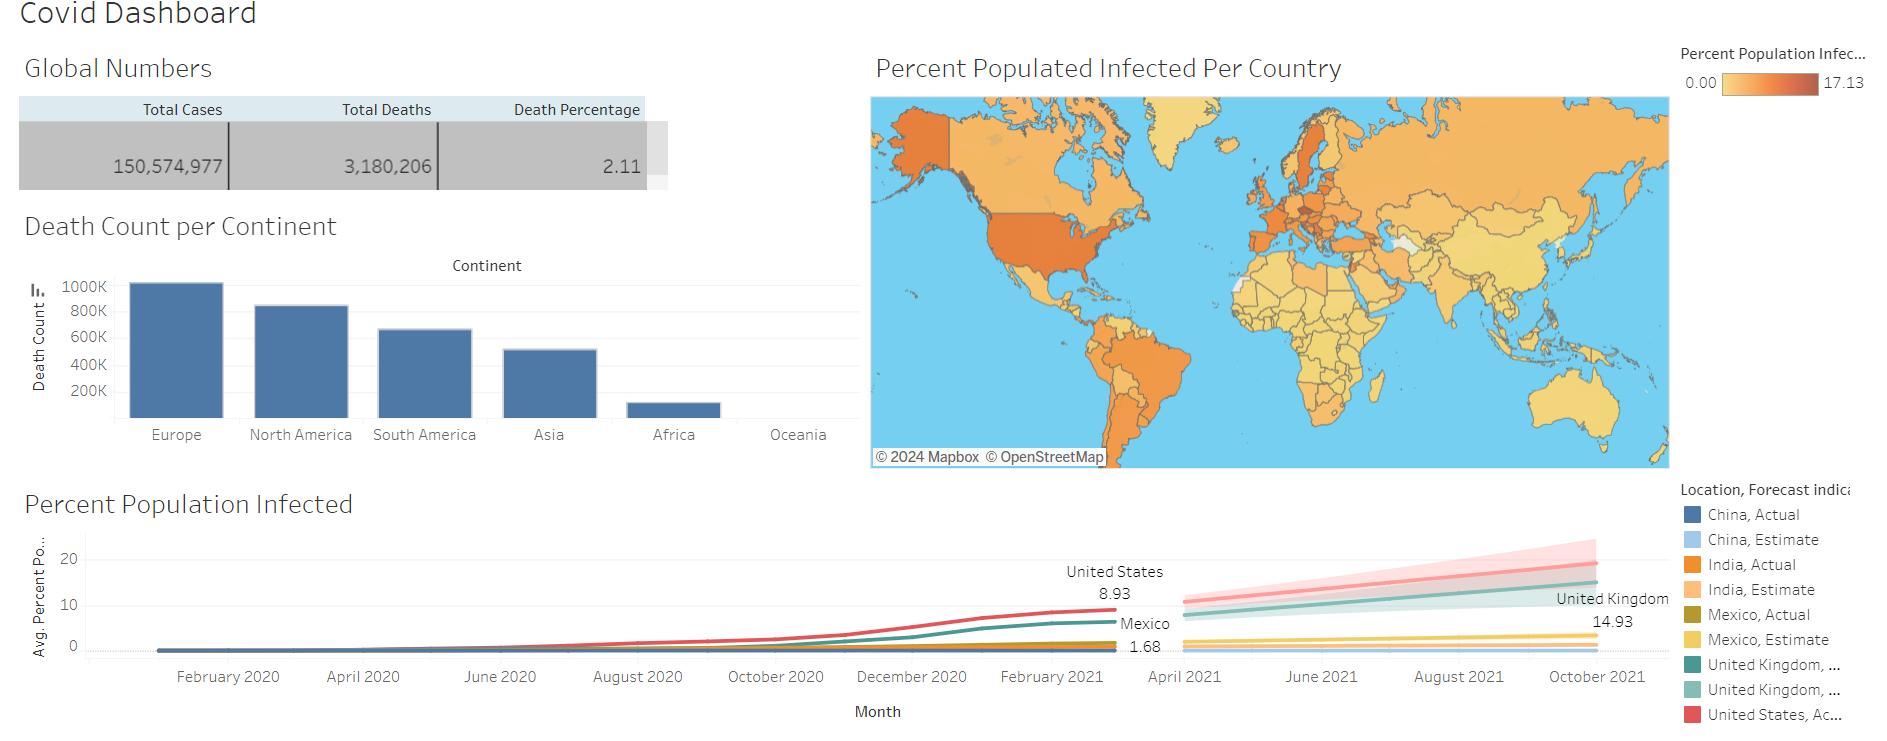 Covid Dashboard
Global Numbers
Total Cases Total Deaths Death Percentage
150,574,977 3,180,206 2.11
Death Count per Continent
Continent
Death Count
1000K
800K
600K
400K
200K
Europe North America South America Asia Africa Oceania
Percent Populated Infected Per Country
© 2024 Mapbox © OpenStreetMap
Percent Population Infec...
0.00 17.13
Percent Population Infected
Avg. Percent Po...
20
10
0
United States
8.93
Mexico
1.68
United Kingdom
14.93
February 2020 April 2020 June 2020 August 2020 October 2020 December 2020 February 2021 April 2021 June 2021 August 2021 October 2021
Month
Location, Forecast indica
China, Actual
China, Estimate
India, Actual
India, Estimate
Mexico, Actual
Mexico, Estimate
United Kingdom, ...
United Kingdom, ...
United States, Ac...